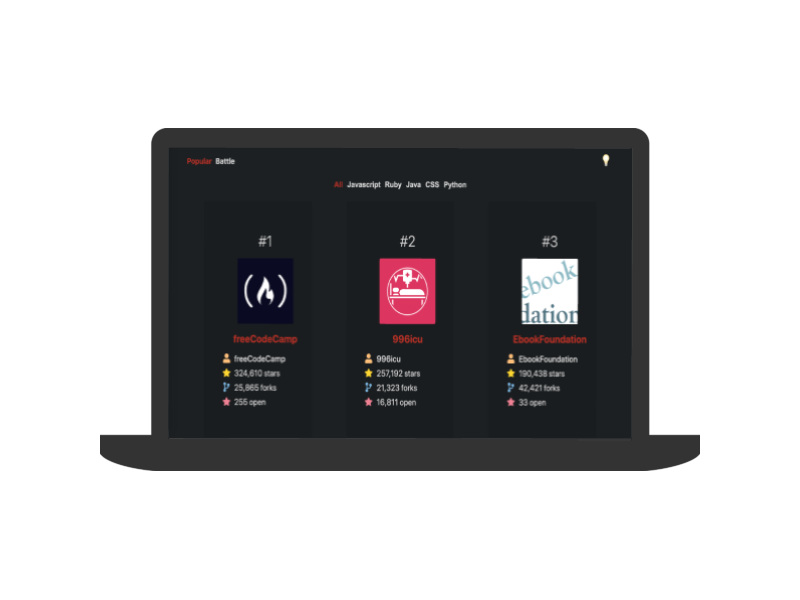 Popular Battle
All Javascript Ruby Java CSS Python
#1
#2
#3
ebook
dation
freeCodeCamp
996icu
EbookFoundation
freeCodeCamp
324,610 stars
25,865 forks
255 open
996icu
257,192 stars
21,323 forks
16,811 open
EbookFoundation
190,438 stars
42,421 forks
33 open